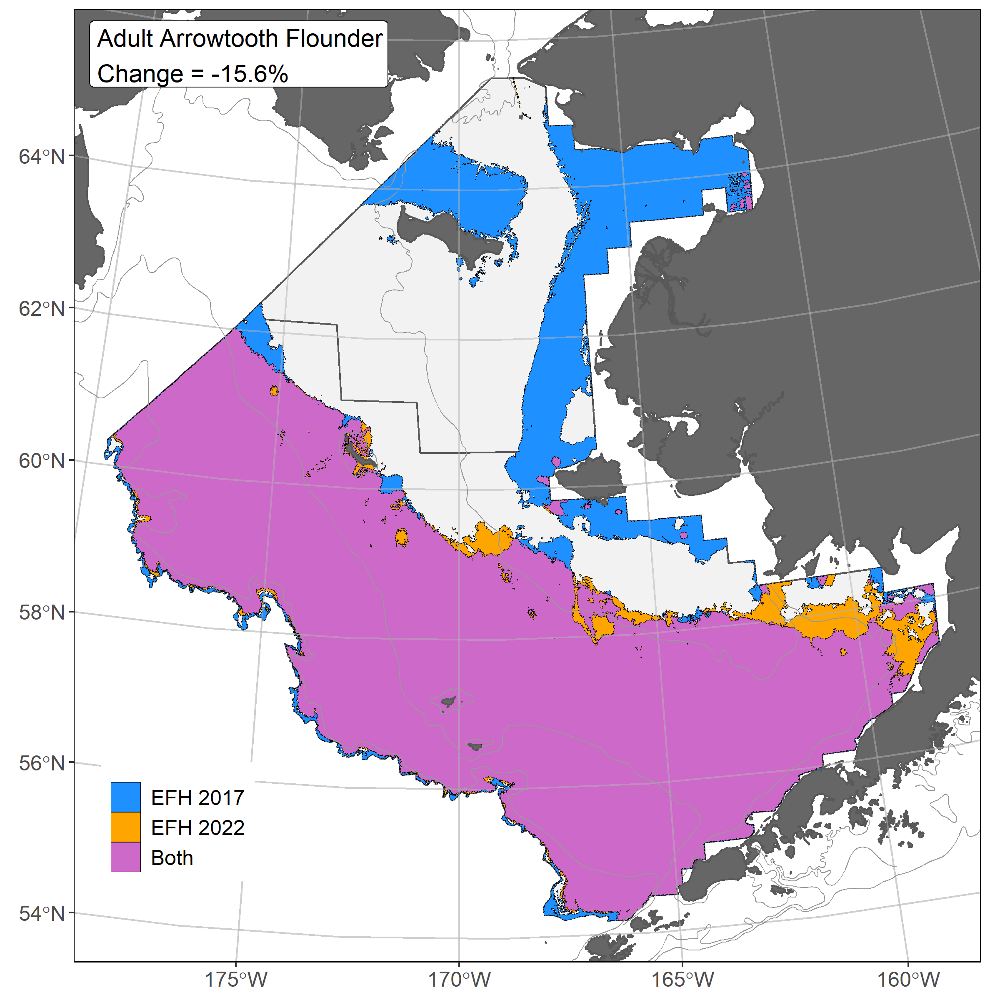 Adult Arrowtooth Flounder
Change = -15.6%
64°N
62°N
60°N
58°N
56°N
54°N
EFH 2017
EFH 2022
Both
175°W
170°W
165°W
160°W